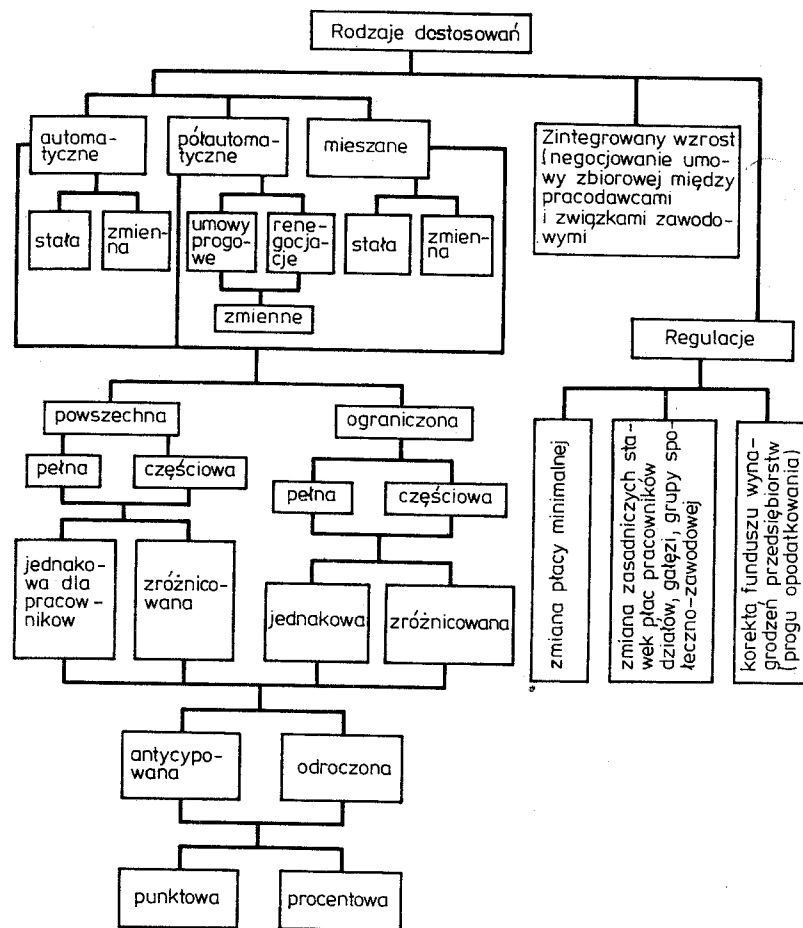 Rodzaje dostosowań
automa-
tyczne
półautoma-
tyczne
mieszane
Zintegrowany wzrost
(negocjowanie umo-
wy zbiorowej między
pracodawcami
i związkami zawodo-
wymi
stała
zmien-
na
umowy
progo-
we
rene-
gocja-
cje
stała
zmien-
na
zmienne
Regulacje
powszechna
ograniczona
pełna
częściowa
pełna
częściowa
jednako-
wa dla
pracow-
nikow
zróżnico-
wana
jednakowa
zróżnicowana
zmiana płacy minimalnej
zmiana zasadniczych sta-
wek płac pracowników
działów, gałęzi, grupy spo-
łeczno-zawodowej
korekta funduszu wyna-
grodzeń przedsiębiorstw
(progu opodatkowania)
antycypo-
wana
odroczona
punktowa
procentowa